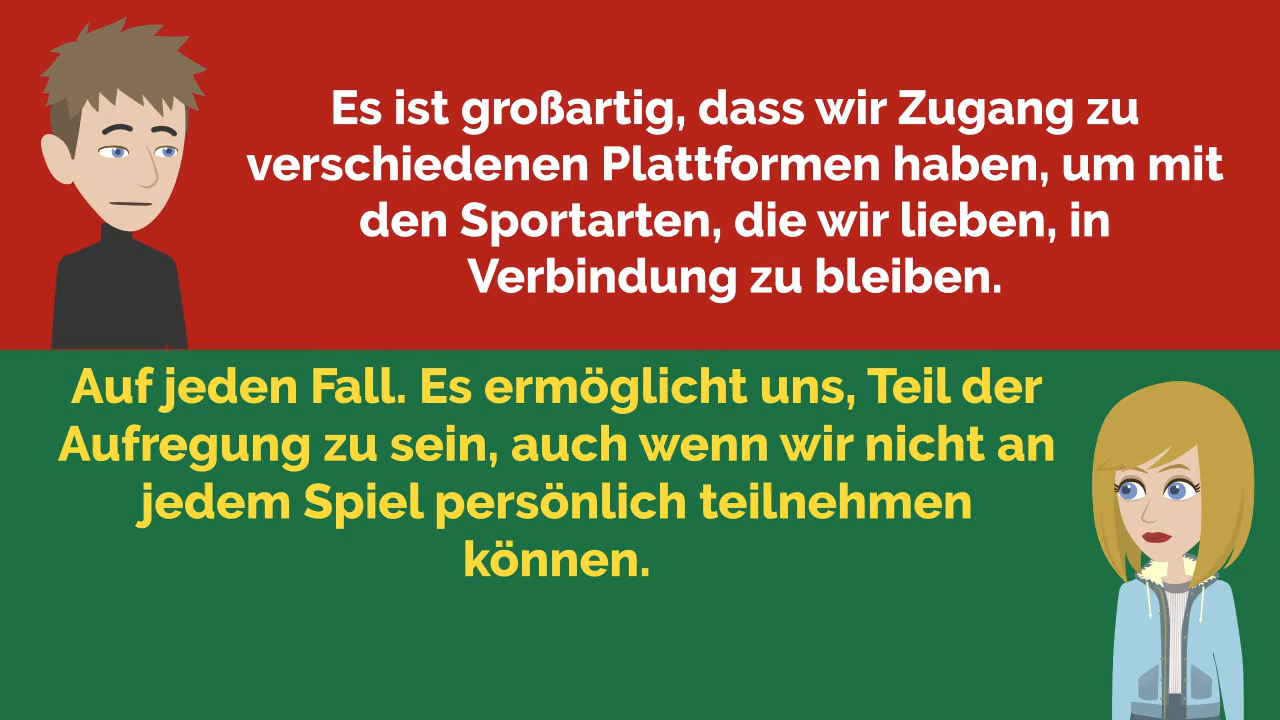 Es ist großartig, dass wir Zugang zu
verschiedenen Plattformen haben, um mit
den Sportarten, die wir lieben, in
Verbindung zu bleiben.
Auf jeden Fall. Es ermöglicht uns, Teil der
Aufregung zu sein, auch wenn wir nicht an
jedem Spiel persönlich teilnehmen
können.